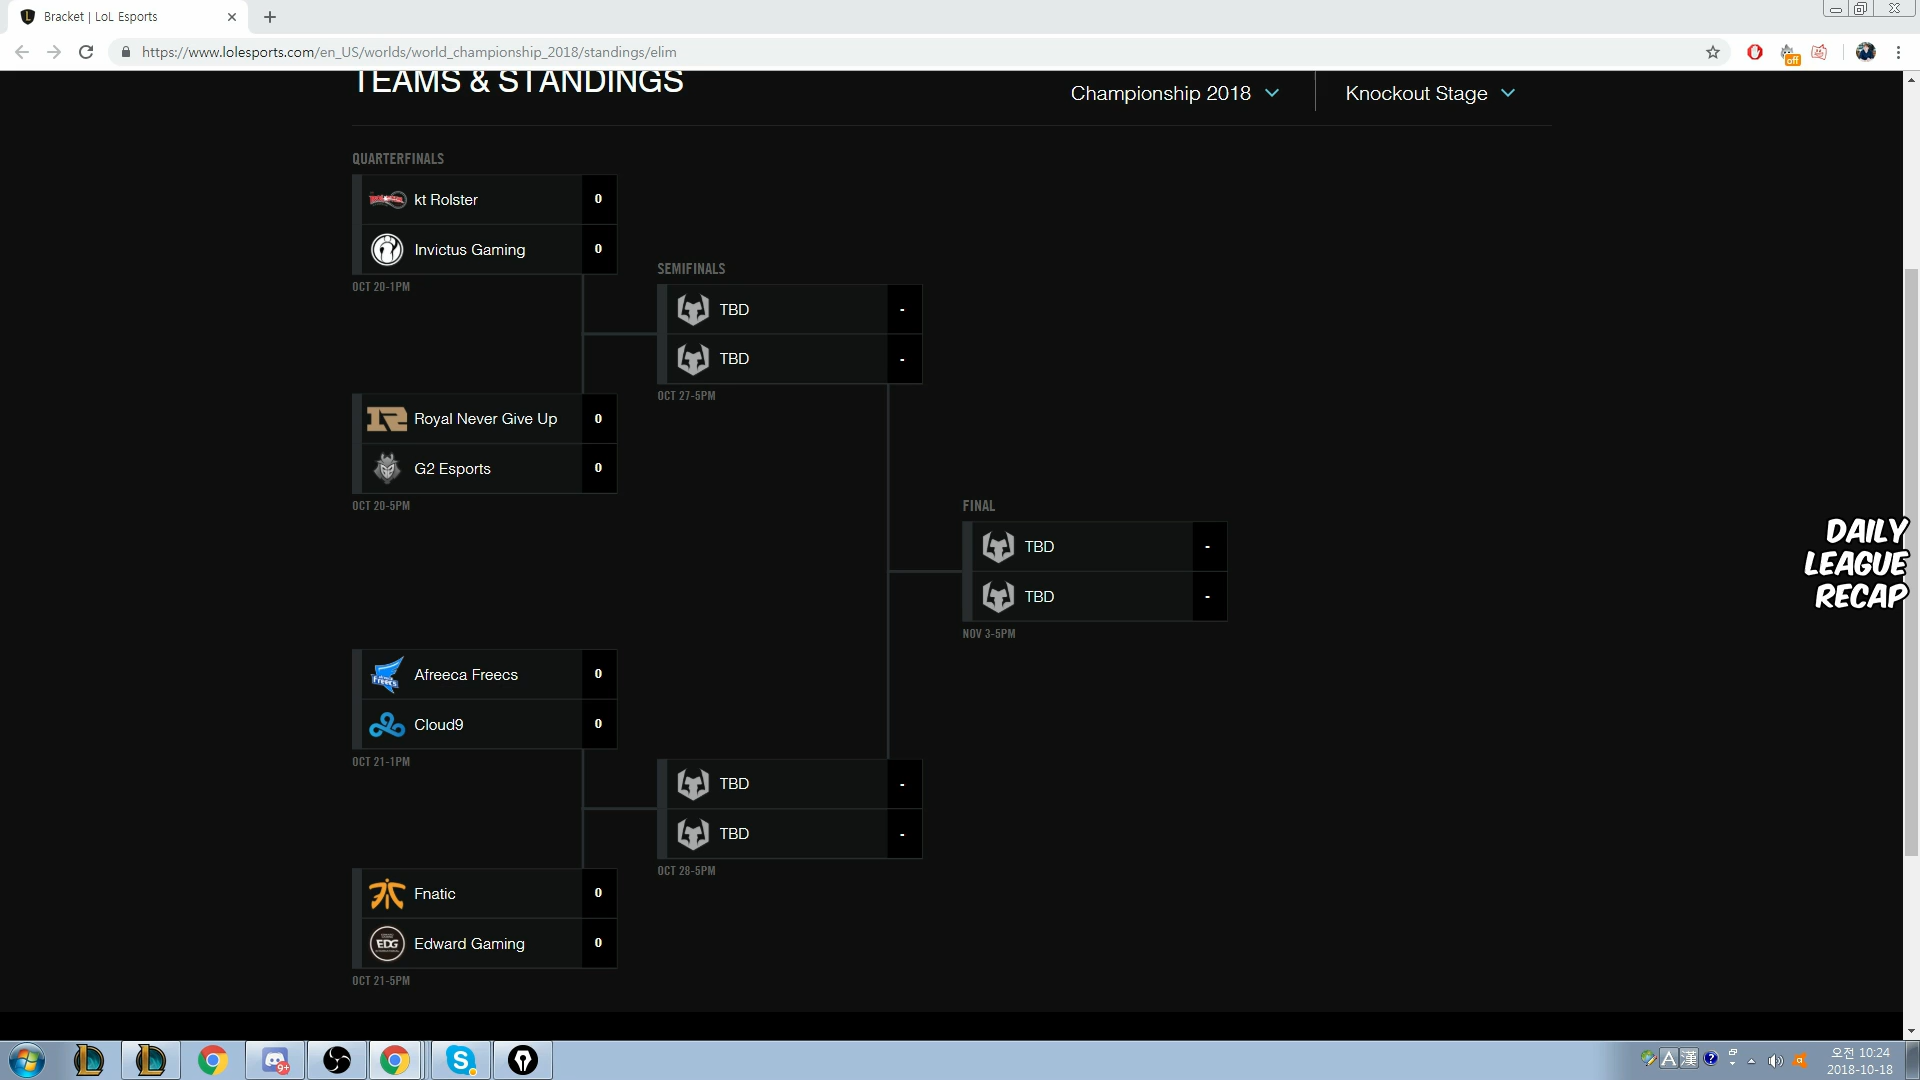 Bracket | LoL Esports
https://www.lolesports.com/en_US/worlds/world_championship_2018/standings/elim
off
TEAMS & STANDINGS
Championship 2018
Knockout Stage
QUARTERFINALS
kt Rolster 0
Invictus Gaming 0
OCT 20-1PM
SEMIFINALS
TBD -
TBD -
OCT 27-5PM
Royal Never Give Up 0
G2 Esports 0
OCT 20-5PM
FINAL
TBD -
TBD -
NOV 3-5PM
DAILY
LEAGUE
RECAP
Afreeca Freecs 0
Cloud9 0
OCT 21-1PM
TBD -
TBD -
OCT 28-5PM
Fnatic 0
EDG
Edward Gaming 0
OCT 21-5PM
9+
A 漢
오전 10:24
2018-10-18